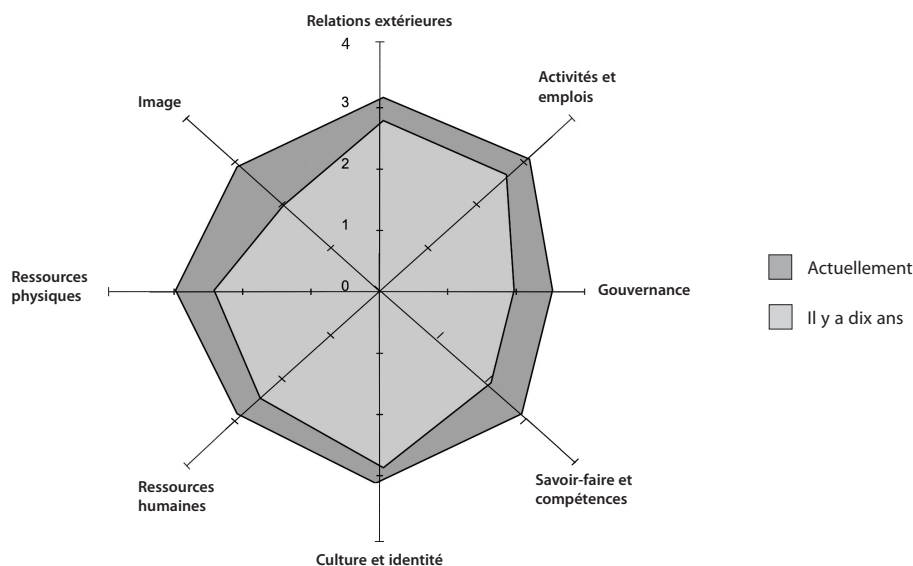 Relations extérieures
4
Activités et
emplois
Image
3
2
1
Ressources
physiques
0
Gouvernance
Actuellement
Il y a dix ans
Ressources
humaines
Savoir-faire et
compétences
Culture et identité